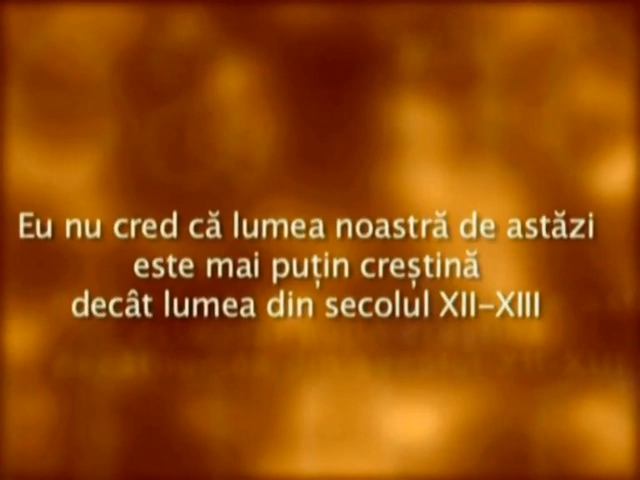 Eu nu cred că lumea noastră de astăzi
este mai puțin creștină
decât lumea din secolul XII–XIII